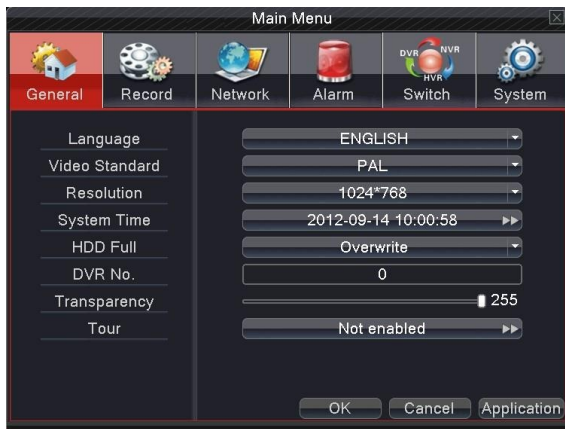 Main Menu
DVR NVR
HVR
General Record Network Alarm Switch System
Language ENGLISH
Video Standard PAL
Resolution 1024*768
System Time 2012-09-14 10:00:58
HDD Full Overwrite
DVR No. 0
Transparency 255
Tour Not enabled
OK Cancel Application